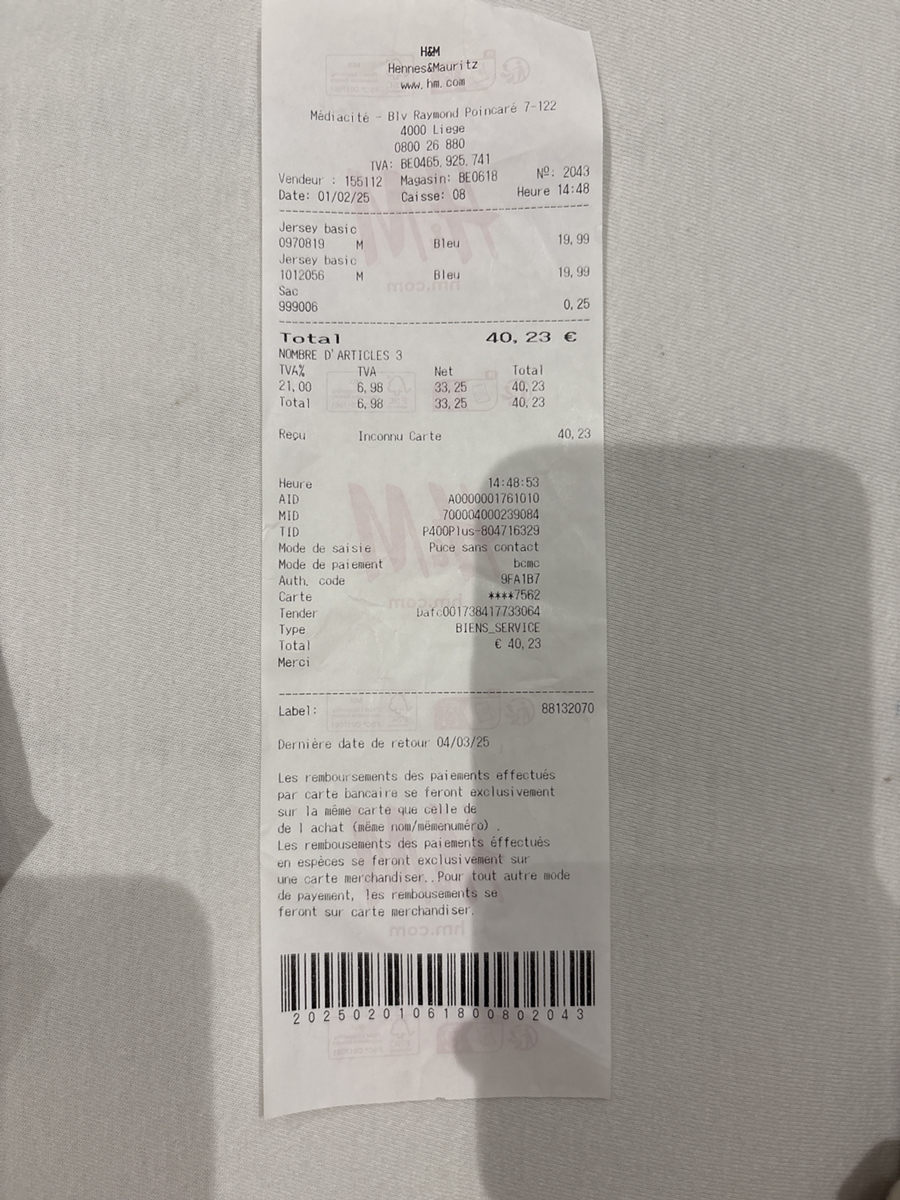 H&M
Hennes&Mauritz
www.hm.com
Médiacité - Blv Raymond Poincaré 7-122
4000 Liege
0800 26 880
TVA: BE0465.925.741
Vendeur : 155112 Magasin: BE0618 Nº: 2043
Date: 01/02/25 Caisse: 08 Heure 14:48
Jersey basic
0970819 M Bleu 19,99
Jersey basic
1012056 M Bleu 19,99
Sac
999006 0,25
Total 40,23 €
NOMBRE D'ARTICLES 3
TVA% TVA Net Total
21,00 6,98 33,25 40,23
Total 6,98 33,25 40,23
Reçu Inconnu Carte 40,23
Heure 14:48:53
AID A0000001761010
MID 700004000239084
TID P400Plus-804716329
Mode de saisie Puce sans contact
Mode de paiement bcmc
Auth. code 9FA1B7
Carte ****7562
Tender 001738417733064
Type BIENS_SERVICE
Total € 40,23
Merci
Label: 88132070
Dernière date de retour 04/03/25
Les remboursements des paiements effectués
par carte bancaire se feront exclusivement
sur la même carte que celle de
de l achat (même nom/mêmenuméro) .
Les rembousements des paiements éffectués
en espèces se feront exclusivement sur
une carte merchandiser..Pour tout autre mode
de payement, les rembousements se
feront sur carte merchandiser.
20250201061800802043